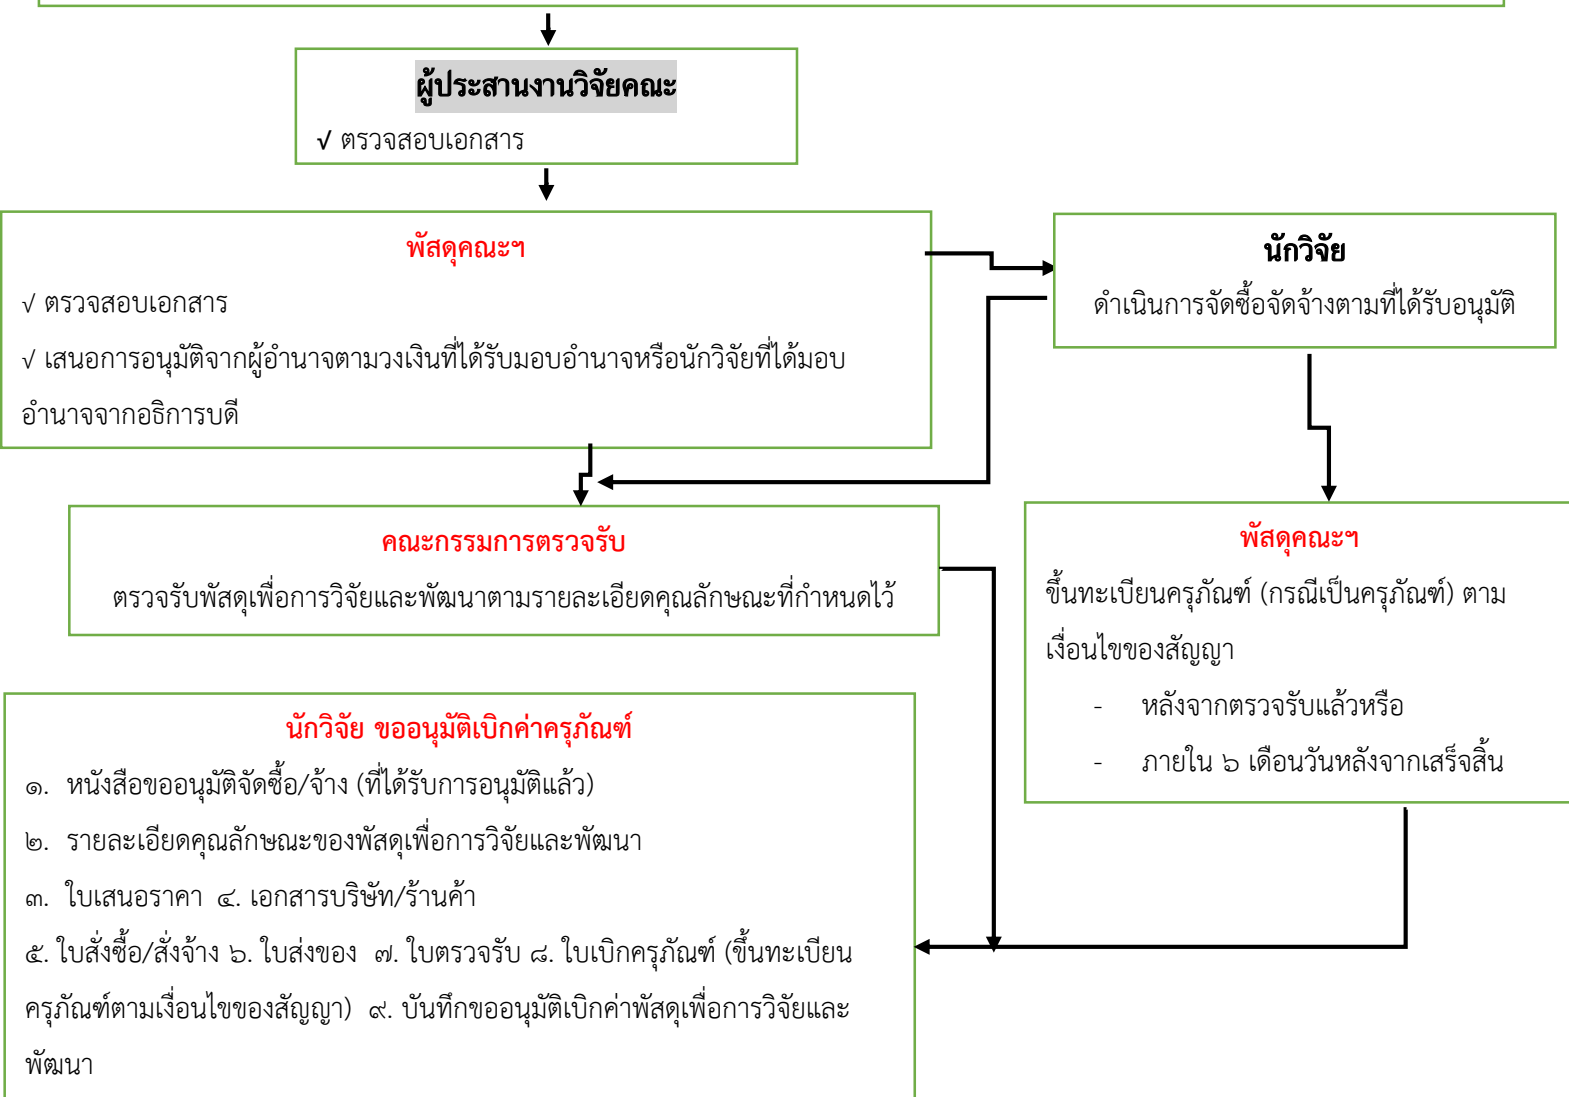 ผู้ประสานงานวิจัยคณะ
√ ตรวจสอบเอกสาร
พัสดุคณะฯ
√ ตรวจสอบเอกสาร
√ เสนอการอนุมัติจากผู้อำนาจตามวงเงินที่ได้รับมอบอำนาจหรือนักวิจัยที่ได้มอบ
อำนาจจากอธิการบดี
นักวิจัย
ดำเนินการจัดซื้อจัดจ้างตามที่ได้รับอนุมัติ
คณะกรรมการตรวจรับ
ตรวจรับพัสดุเพื่อการวิจัยและพัฒนาตามรายละเอียดคุณลักษณะที่กำหนดไว้
พัสดุคณะฯ
ขึ้นทะเบียนครุภัณฑ์ (กรณีเป็นครุภัณฑ์) ตาม
เงื่อนไขของสัญญา
- หลังจากตรวจรับแล้วหรือ
- ภายใน ๖ เดือนวันหลังจากเสร็จสิ้น
นักวิจัย ขออนุมัติเบิกค่าครุภัณฑ์
๑. หนังสือขออนุมัติจัดซื้อ/จ้าง (ที่ได้รับการอนุมัติแล้ว)
๒. รายละเอียดคุณลักษณะของพัสดุเพื่อการวิจัยและพัฒนา
๓. ใบเสนอราคา ๔. เอกสารบริษัท/ร้านค้า
๕. ใบสั่งซื้อ/สั่งจ้าง ๖. ใบส่งของ ๗. ใบตรวจรับ ๘. ใบเบิกครุภัณฑ์ (ขึ้นทะเบียน
ครุภัณฑ์ตามเงื่อนไขของสัญญา) ๙. บันทึกขออนุมัติเบิกค่าพัสดุเพื่อการวิจัยและ
พัฒนา